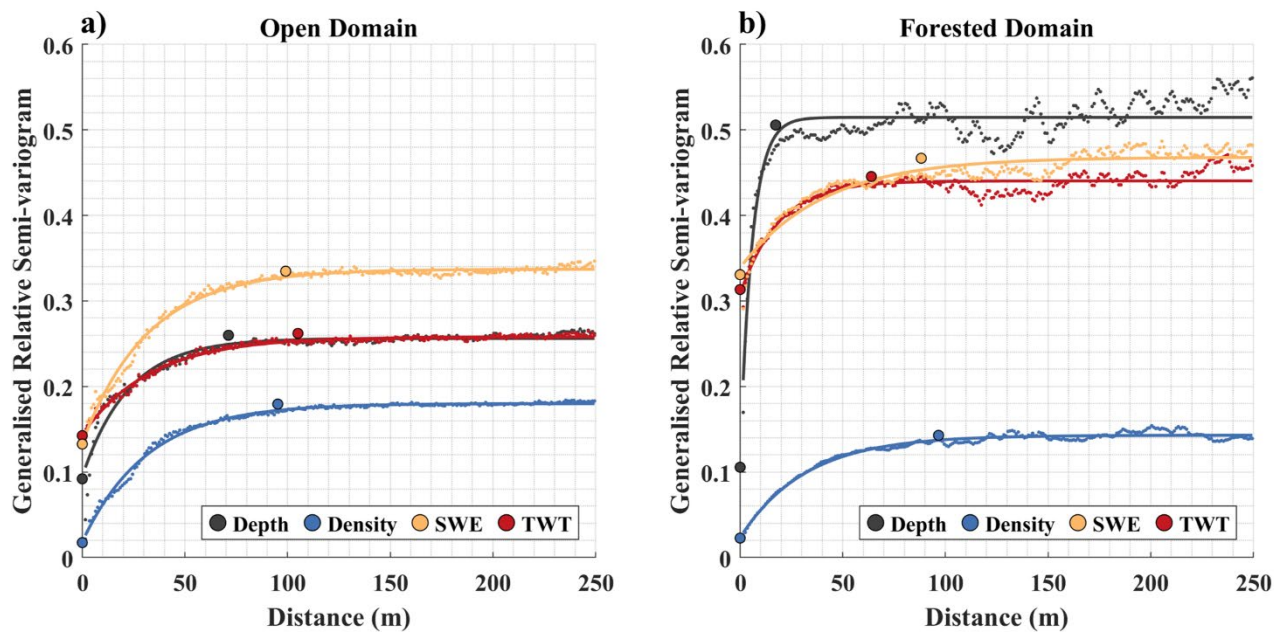 a)
Open Domain
Generalised Relative Semi-variogram
0.6
0.5
0.4
0.3
0.2
0.1
0
Depth Density SWE TWT
0 50 100 150 200 250
Distance (m)
b)
Forested Domain
Generalised Relative Semi-variogram
0.6
0.5
0.4
0.3
0.2
0.1
0
Depth Density SWE TWT
0 50 100 150 200 250
Distance (m)